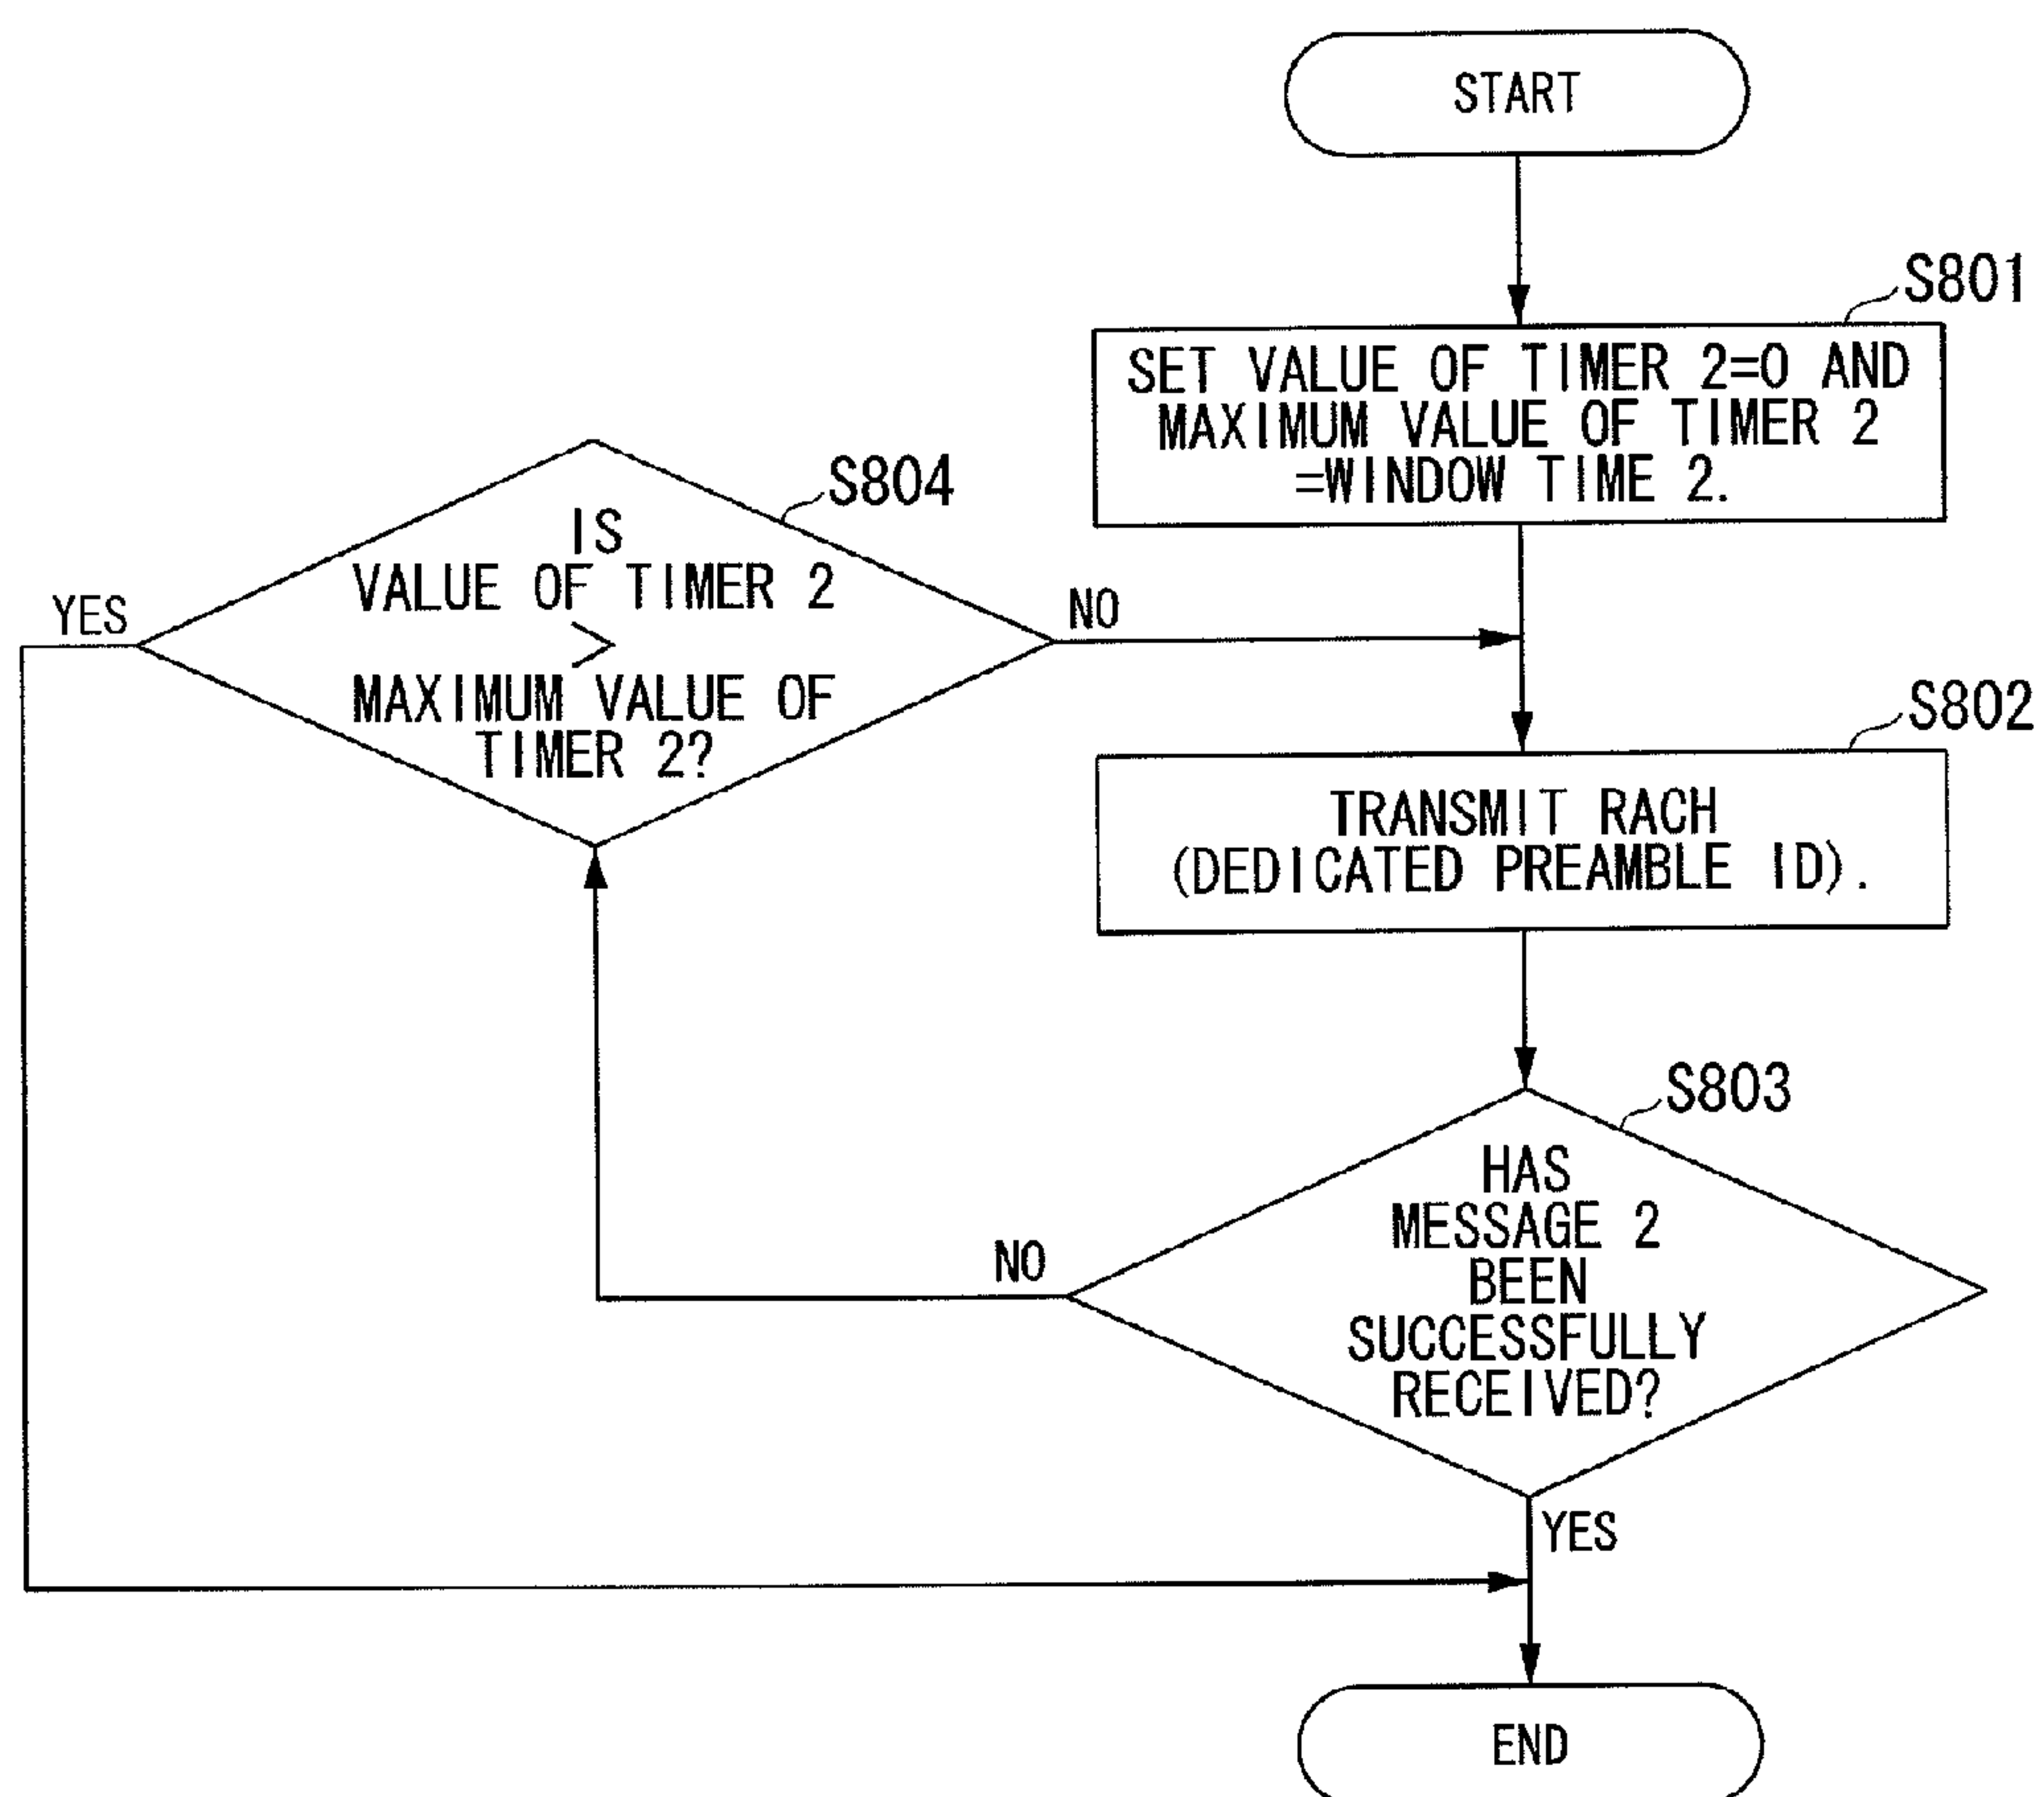 START
S801
SET VALUE OF TIMER 2=0 AND
MAXIMUM VALUE OF TIMER 2
=WINDOW TIME 2.
S804
IS
VALUE OF TIMER 2
>
MAXIMUM VALUE OF
TIMER 2?
YES
NO
S802
TRANSMIT RACH
(DEDICATED PREAMBLE ID).
S803
HAS
MESSAGE 2
BEEN
SUCCESSFULLY
RECEIVED?
NO
YES
END